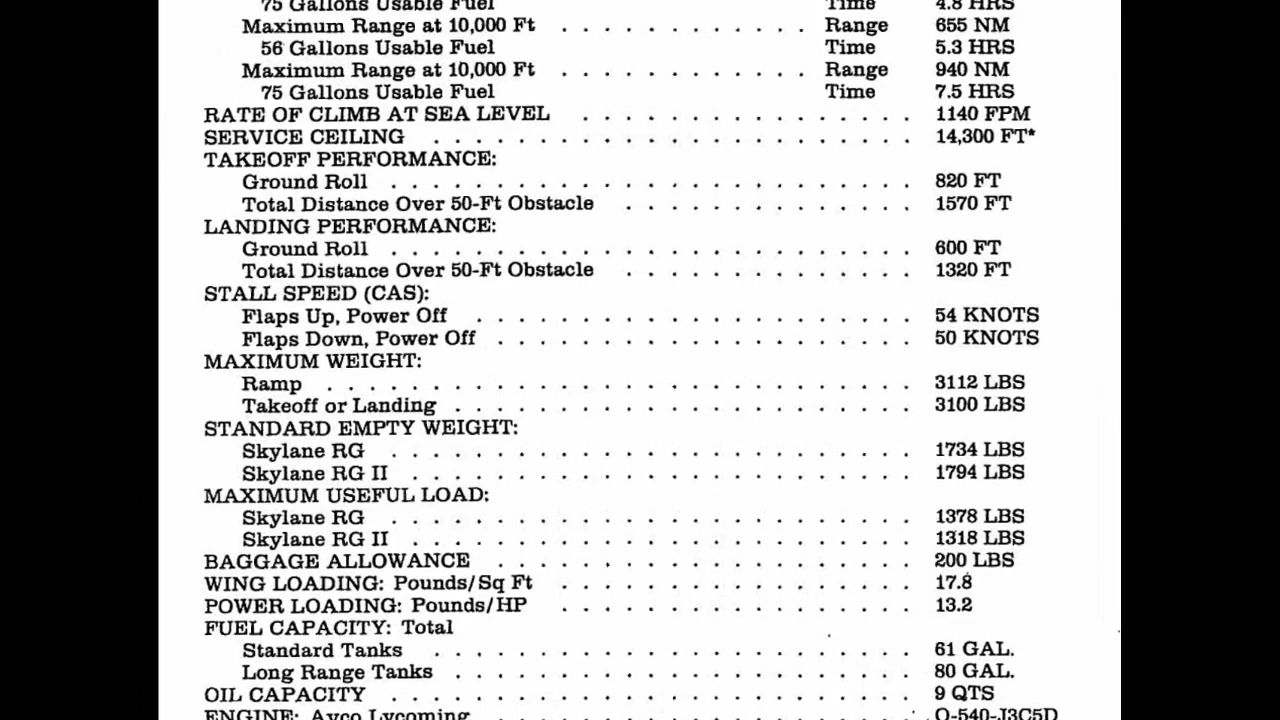 75 Gallons Usable Fuel Time 4.8 HRS
Maximum Range at 10,000 Ft . . . . . . . . . . . . Range 655 NM
56 Gallons Usable Fuel Time 5.3 HRS
Maximum Range at 10,000 Ft . . . . . . . . . . . . Range 940 NM
75 Gallons Usable Fuel Time 7.5 HRS
RATE OF CLIMB AT SEA LEVEL . . . . . . . . . . . . . . . . 1140 FPM
SERVICE CEILING . . . . . . . . . . . . . . . . . . . . . . . 14,300 FT*
TAKEOFF PERFORMANCE:
Ground Roll . . . . . . . . . . . . . . . . . . . . . . . . . 820 FT
Total Distance Over 50-Ft Obstacle . . . . . . . . . . . . . . 1570 FT
LANDING PERFORMANCE:
Ground Roll . . . . . . . . . . . . . . . . . . . . . . . . . 600 FT
Total Distance Over 50-Ft Obstacle . . . . . . . . . . . . . . 1320 FT
STALL SPEED (CAS):
Flaps Up, Power Off . . . . . . . . . . . . . . . . . . . . . 54 KNOTS
Flaps Down, Power Off . . . . . . . . . . . . . . . . . . . . 50 KNOTS
MAXIMUM WEIGHT:
Ramp . . . . . . . . . . . . . . . . . . . . . . . . . . . . 3112 LBS
Takeoff or Landing . . . . . . . . . . . . . . . . . . . . . . 3100 LBS
STANDARD EMPTY WEIGHT:
Skylane RG . . . . . . . . . . . . . . . . . . . . . . . . . 1734 LBS
Skylane RG II . . . . . . . . . . . . . . . . . . . . . . . . 1794 LBS
MAXIMUM USEFUL LOAD:
Skylane RG . . . . . . . . . . . . . . . . . . . . . . . . . 1378 LBS
Skylane RG II . . . . . . . . . . . . . . . . . . . . . . . . 1318 LBS
BAGGAGE ALLOWANCE . . . . . . . . . . . . . . . . . . . . 200 LBS
WING LOADING: Pounds/Sq Ft . . . . . . . . . . . . . . . . . 17.8
POWER LOADING: Pounds/HP . . . . . . . . . . . . . . . . . 13.2
FUEL CAPACITY: Total
Standard Tanks . . . . . . . . . . . . . . . . . . . . . . . 61 GAL.
Long Range Tanks . . . . . . . . . . . . . . . . . . . . . . 80 GAL.
OIL CAPACITY . . . . . . . . . . . . . . . . . . . . . . . . . 9 QTS
ENGINE: Avco Lycoming . . . . . . . . . . . . . . . . . . . . O-540-J3C5D